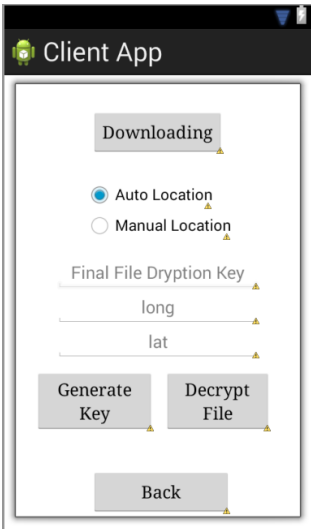 Client App
Downloading
Auto Location
Manual Location
Final File Dryption Key
long
lat
Generate
Key
Decrypt
File
Back